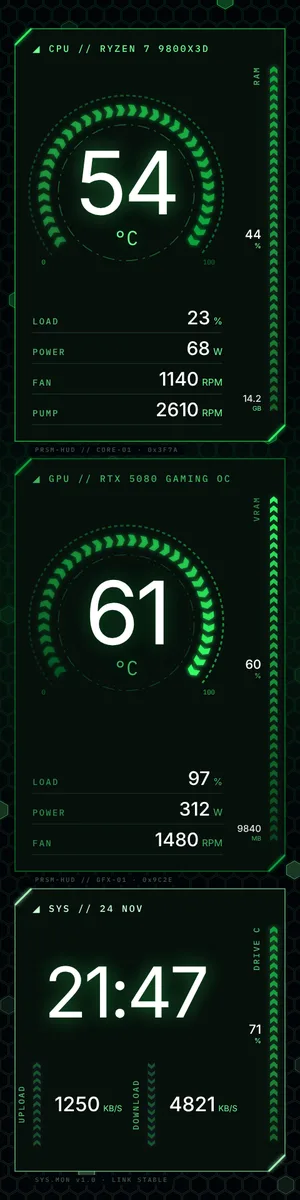 CPU // RYZEN 7 9800X3D
RAM
54
°C
0 100
44
%
LOAD 23 %
POWER 68 W
FAN 1140 RPM
PUMP 2610 RPM
14.2
GB
PRSM-HUD // CORE-01 · 0x3F7A
GPU // RTX 5080 GAMING OC
VRAM
61
°C
0 100
60
%
LOAD 97 %
POWER 312 W
FAN 1480 RPM
9840
MB
PRSM-HUD // GFX-01 · 0x9C2E
SYS // 24 NOV
DRIVE C
21:47
71
%
UPLOAD
1250 KB/S
DOWNLOAD
4821 KB/S
SYS.MON v1.0 · LINK STABLE